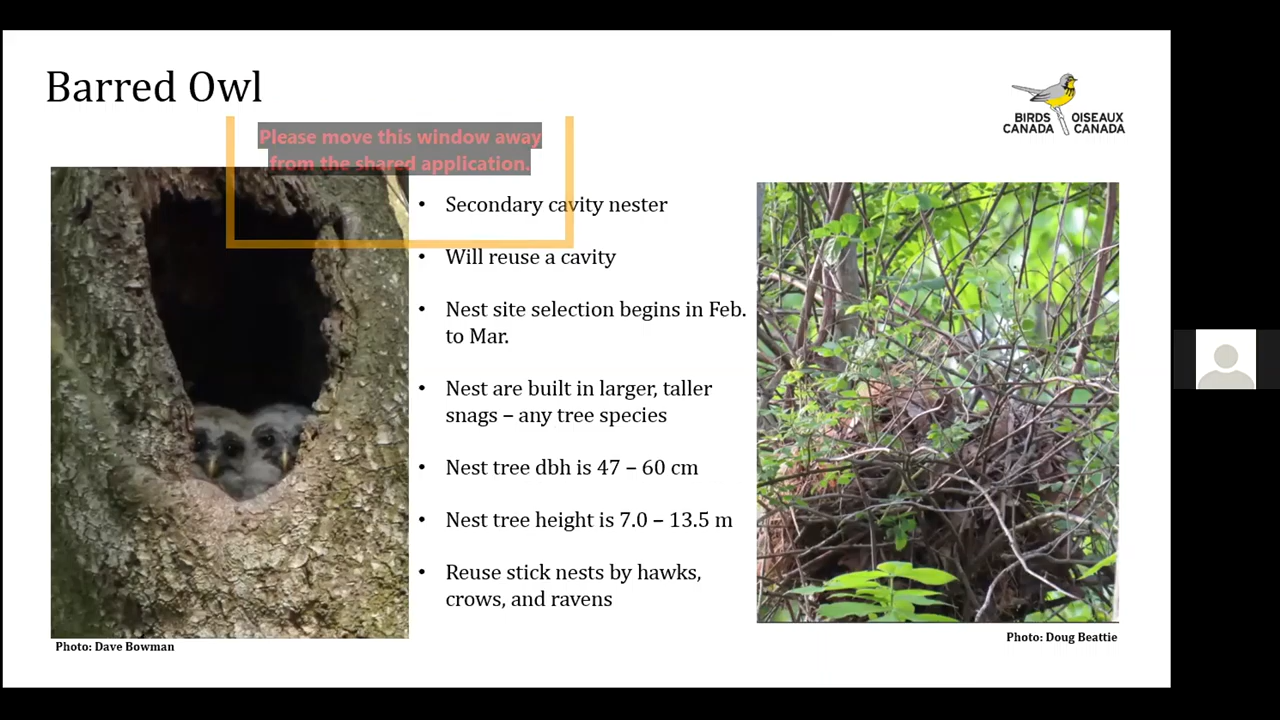 Barred Owl
BIRDS CANADA
OISEAUX CANADA
Please move this window away
from the shared application.
• Secondary cavity nester
• Will reuse a cavity
• Nest site selection begins in Feb.
to Mar.
• Nest are built in larger, taller
snags – any tree species
• Nest tree dbh is 47 – 60 cm
• Nest tree height is 7.0 – 13.5 m
• Reuse stick nests by hawks,
crows, and ravens
Photo: Dave Bowman
Photo: Doug Beattie